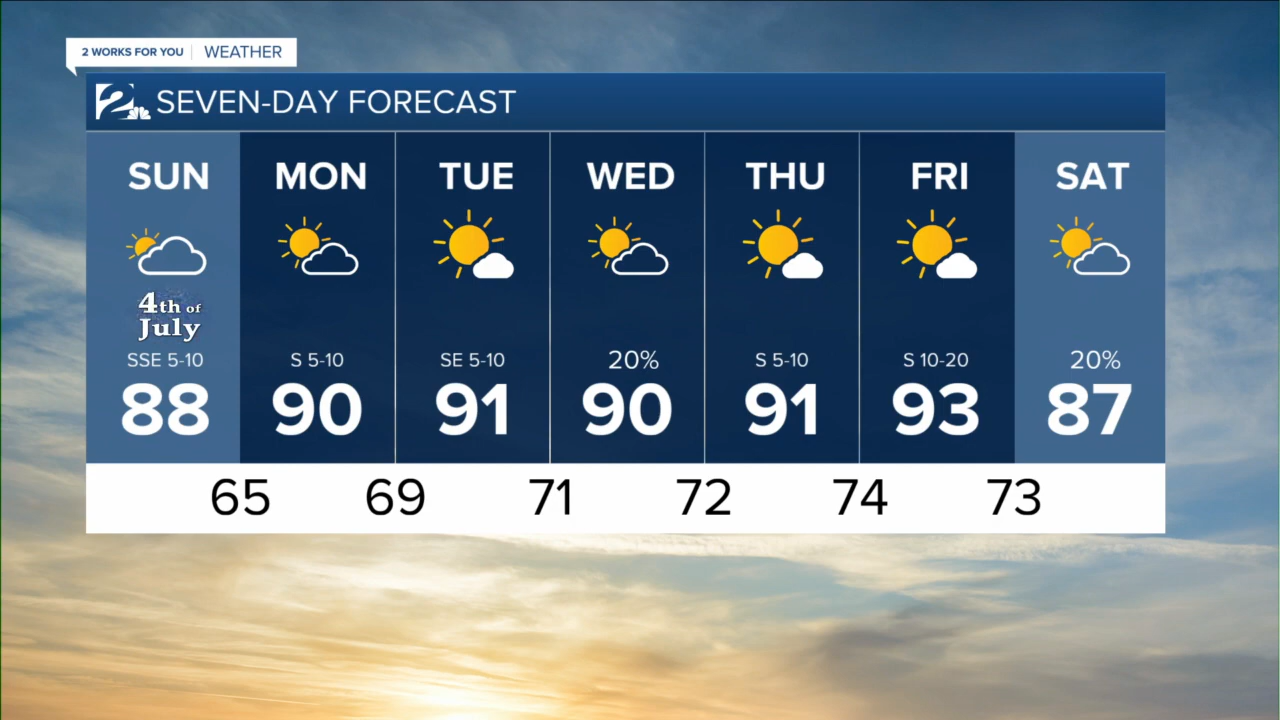 2 WORKS FOR YOU | WEATHER
2 SEVEN-DAY FORECAST
SUN MON TUE WED THU FRI SAT
4th of
July
SSE 5-10 S 5-10 SE 5-10 20% S 5-10 S 10-20 20%
88 90 91 90 91 93 87
65 69 71 72 74 73